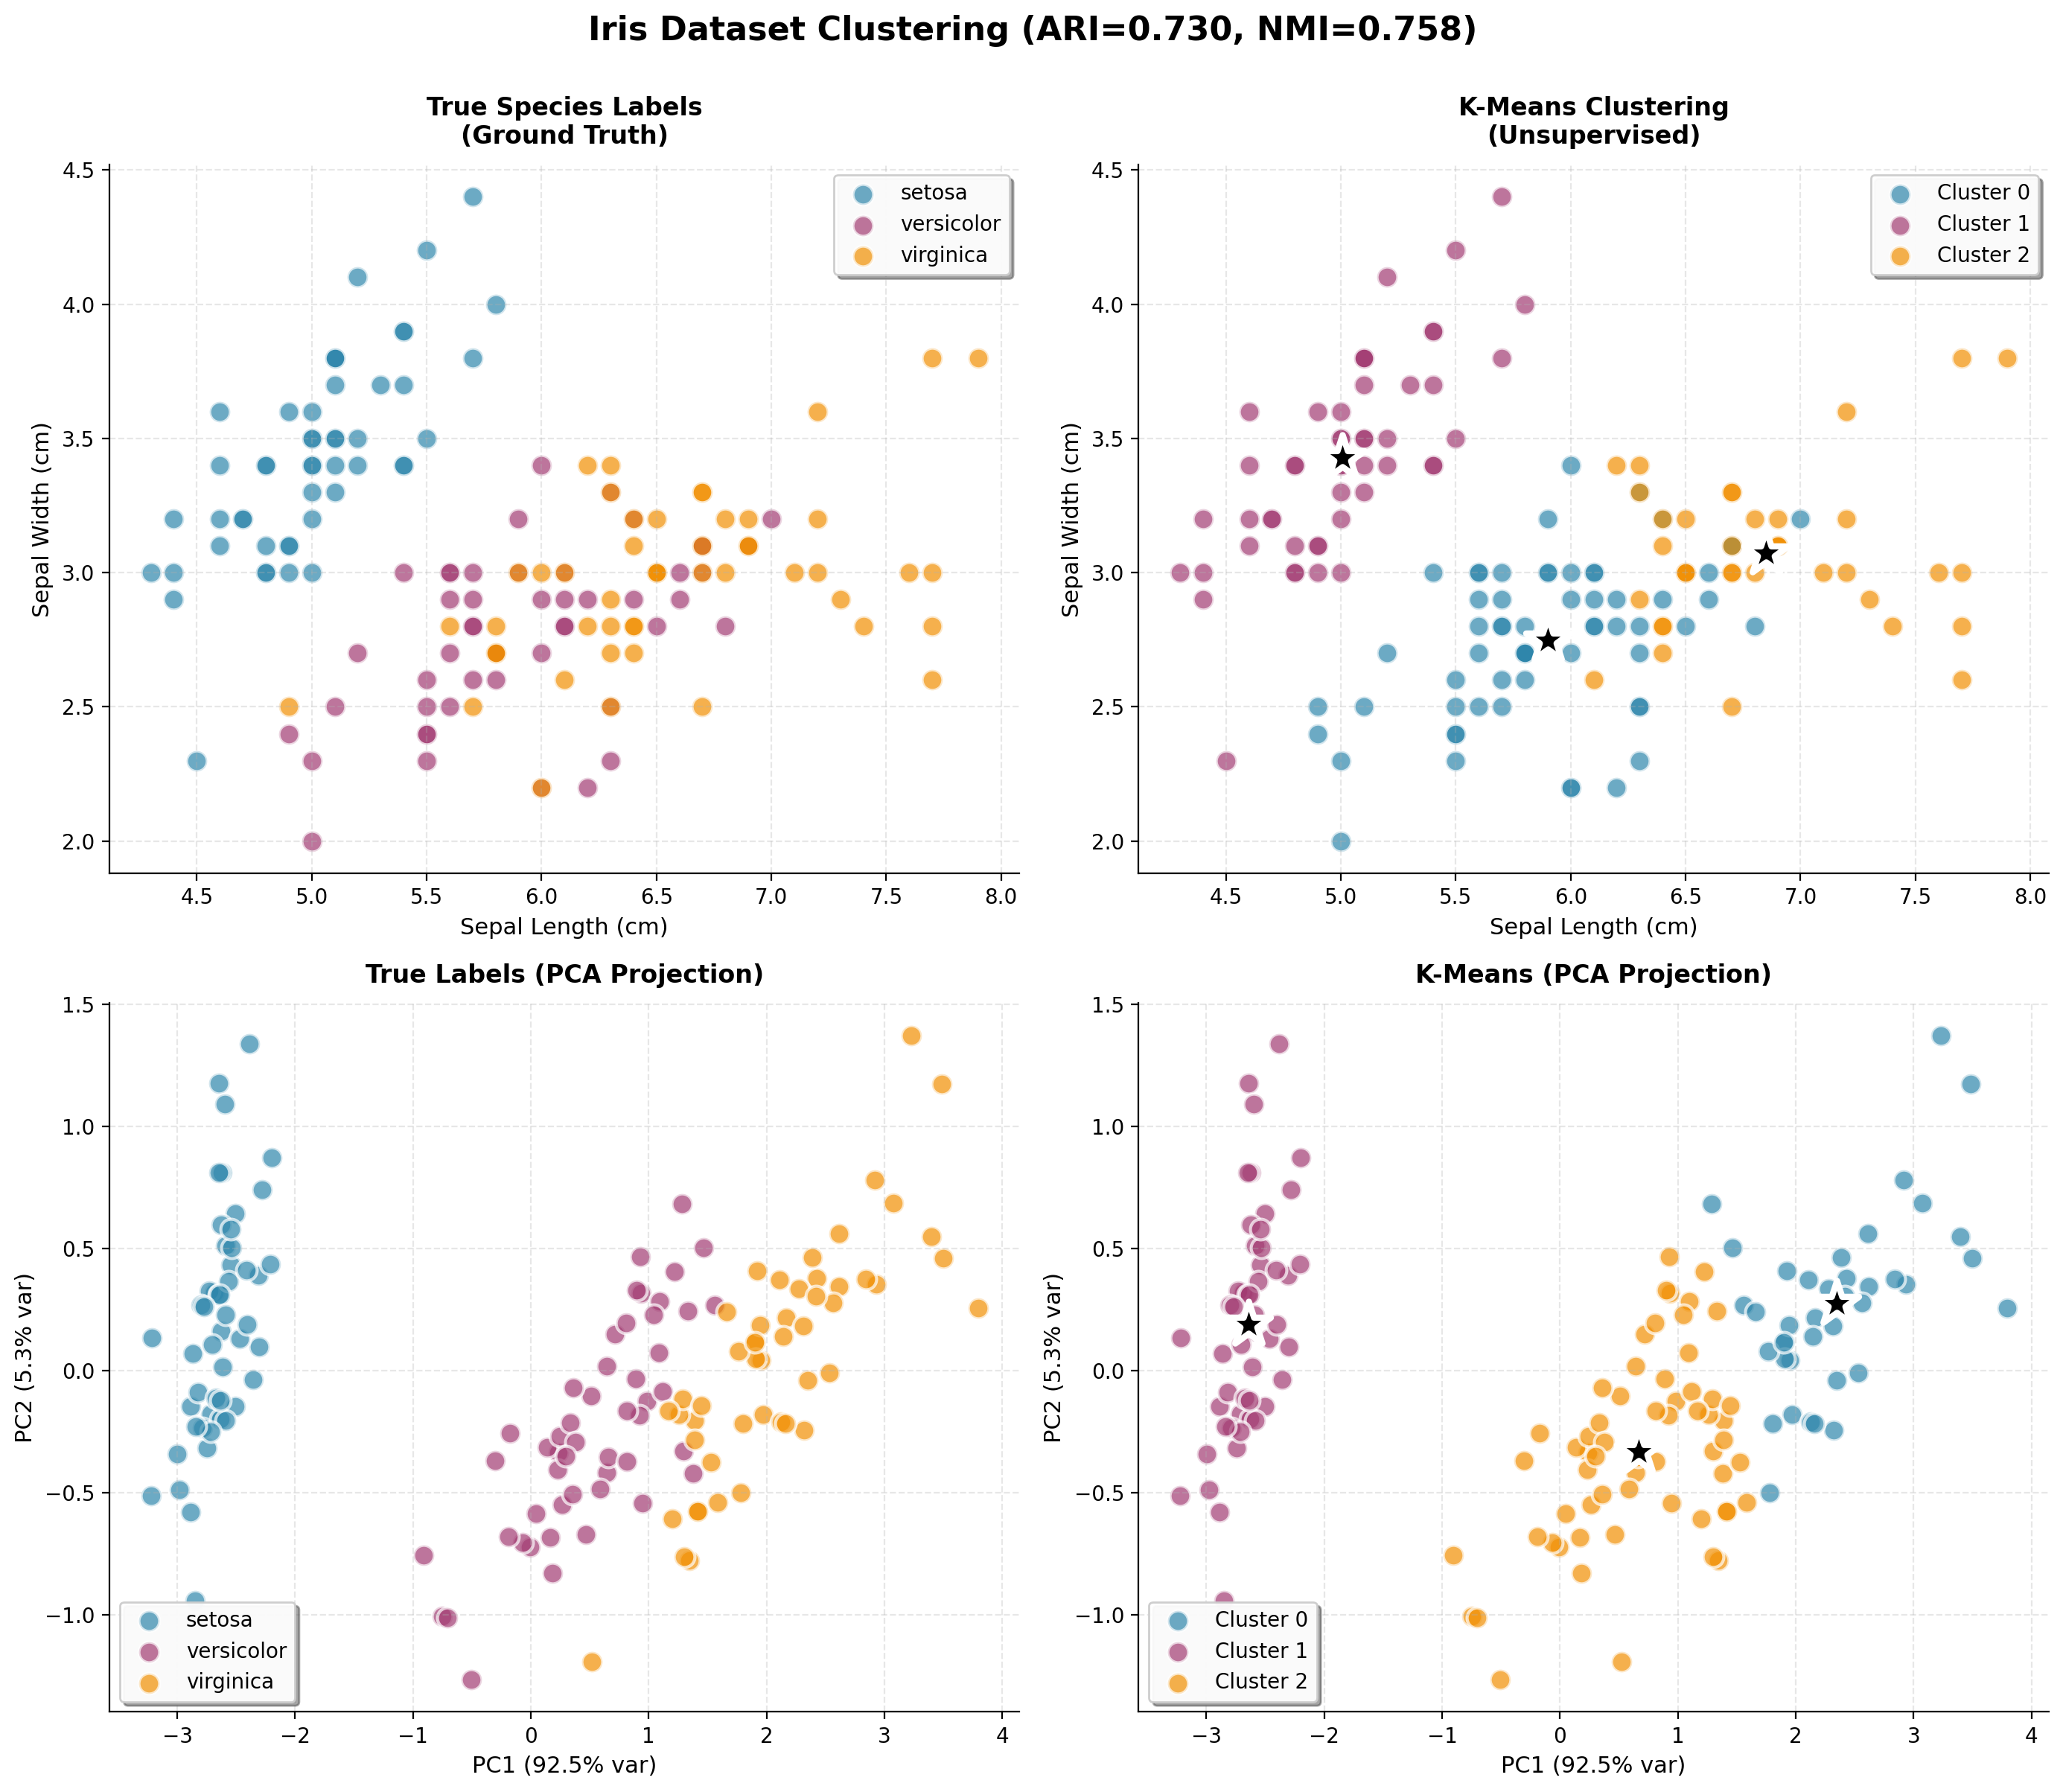 Iris Dataset Clustering (ARI=0.730, NMI=0.758)
True Species Labels
(Ground Truth)
4.5
4.0
3.5
3.0
2.5
2.0
Sepal Width (cm)
setosa
versicolor
virginica
4.5 5.0 5.5 6.0 6.5 7.0 7.5 8.0
Sepal Length (cm)
K-Means Clustering
(Unsupervised)
4.5
4.0
3.5
3.0
2.5
2.0
Sepal Width (cm)
Cluster 0
Cluster 1
Cluster 2
4.5 5.0 5.5 6.0 6.5 7.0 7.5 8.0
Sepal Length (cm)
True Labels (PCA Projection)
1.5
1.0
0.5
0.0
−0.5
−1.0
PC2 (5.3% var)
setosa
versicolor
virginica
−3 −2 −1 0 1 2 3 4
PC1 (92.5% var)
K-Means (PCA Projection)
1.5
1.0
0.5
0.0
−0.5
−1.0
PC2 (5.3% var)
Cluster 0
Cluster 1
Cluster 2
−3 −2 −1 0 1 2 3 4
PC1 (92.5% var)